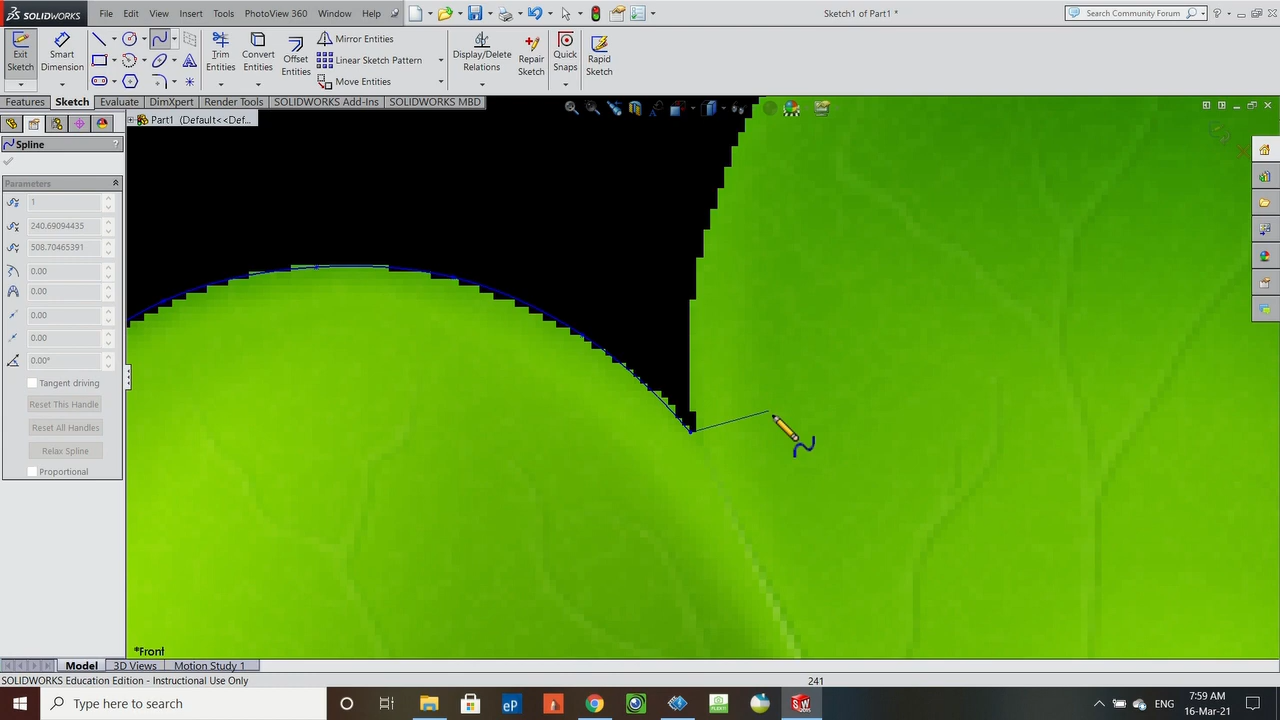 SOLIDWORKS
File
Edit
View
Insert
Tools
PhotoView 360
Window
Help
Sketch1 of Part1 *
Search Community Forum
?
Exit Sketch
Smart Dimension
Trim Entities
Convert Entities
Offset Entities
Mirror Entities
Linear Sketch Pattern
Move Entities
Display/Delete Relations
Repair Sketch
Quick Snaps
Rapid Sketch
Features
Sketch
Evaluate
DimXpert
Render Tools
SOLIDWORKS Add-Ins
SOLIDWORKS MBD
Part1 (Default<<Def...
Spline
?
Parameters
1
240.69094435
508.70465391
0.00
0.00
0.00
0.00
0.00°
Tangent driving
Reset This Handle
Reset All Handles
Relax Spline
Proportional
*Front
Model
3D Views
Motion Study 1
SOLIDWORKS Education Edition - Instructional Use Only
241
Type here to search
ENG
7:59 AM
16-Mar-21